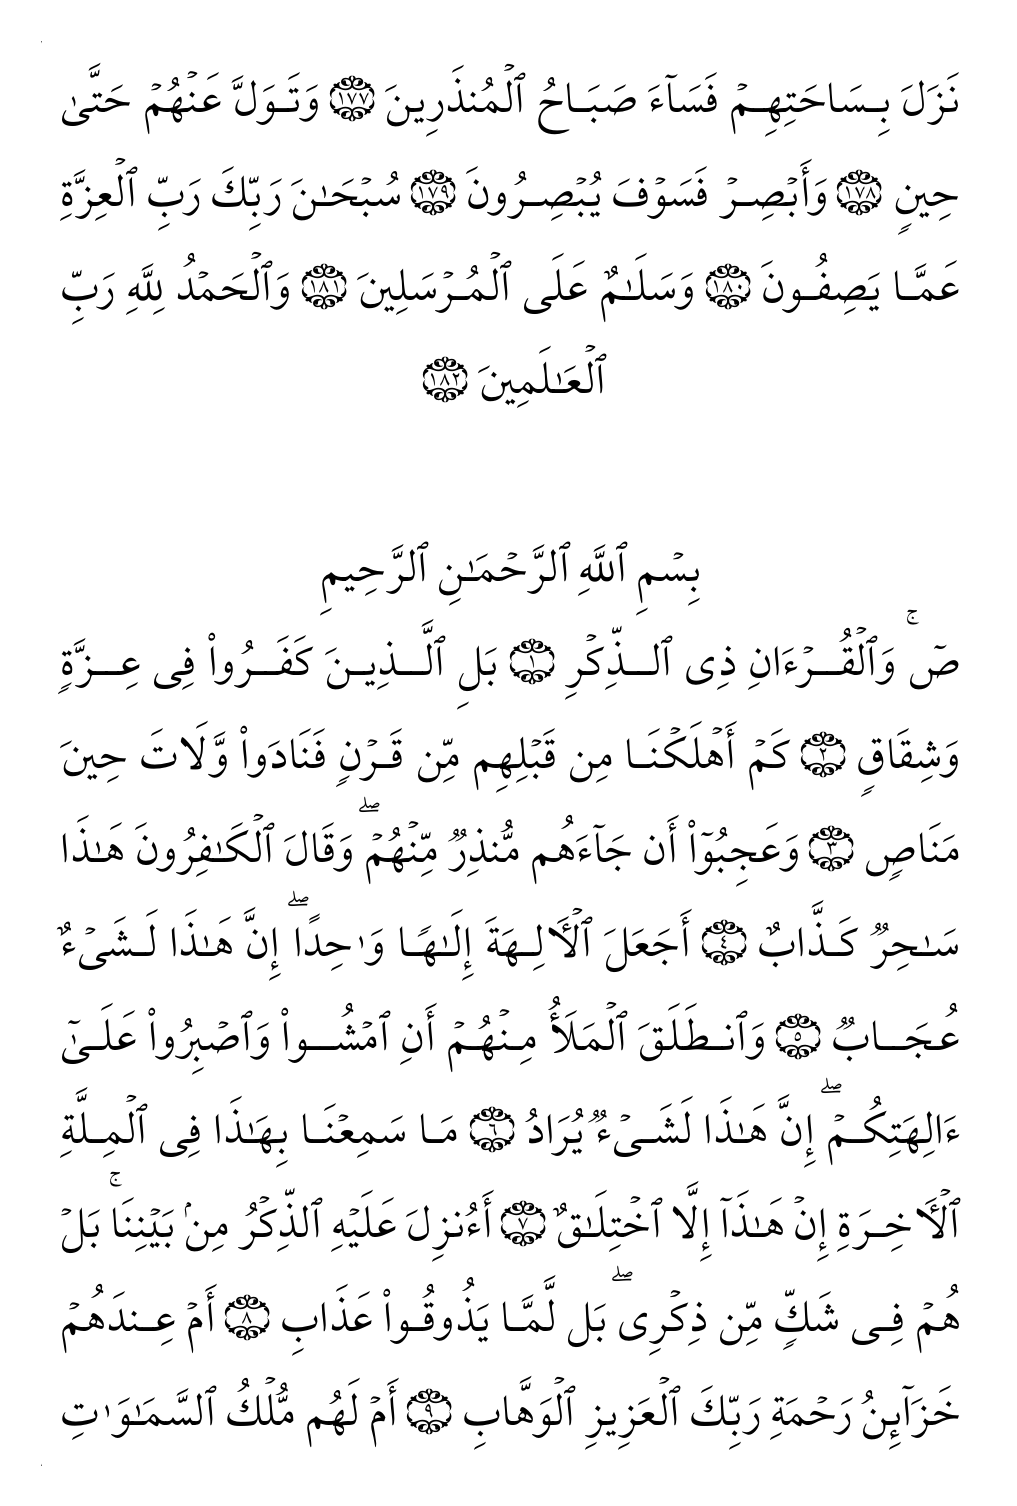 نَزَلَ بِسَاحَتِهِمۡ فَسَآءَ صَبَاحُ ٱلۡمُنذَرِينَ ١٧٧ وَتَوَلَّ عَنۡهُمۡ حَتَّىٰ
حِينٖ ١٧٨ وَأَبۡصِرۡ فَسَوۡفَ يُبۡصِرُونَ ١٧٩ سُبۡحَٰنَ رَبِّكَ رَبِّ ٱلۡعِزَّةِ
عَمَّا يَصِفُونَ ١٨٠ وَسَلَٰمٌ عَلَى ٱلۡمُرۡسَلِينَ ١٨١ وَٱلۡحَمۡدُ لِلَّهِ رَبِّ
ٱلۡعَٰلَمِينَ ١٨٢
بِسۡمِ ٱللَّهِ ٱلرَّحۡمَٰنِ ٱلرَّحِيمِ
صٓۚ وَٱلۡقُرۡءَانِ ذِي ٱلذِّكۡرِ ١ بَلِ ٱلَّذِينَ كَفَرُواْ فِي عِزَّةٖ
وَشِقَاقٖ ٢ كَمۡ أَهۡلَكۡنَا مِن قَبۡلِهِم مِّن قَرۡنٖ فَنَادَواْ وَّلَاتَ حِينَ
مَنَاصٖ ٣ وَعَجِبُوٓاْ أَن جَآءَهُم مُّنذِرٞ مِّنۡهُمۡۖ وَقَالَ ٱلۡكَٰفِرُونَ هَٰذَا
سَٰحِرٞ كَذَّابٌ ٤ أَجَعَلَ ٱلۡأٓلِهَةَ إِلَٰهٗا وَٰحِدًاۖ إِنَّ هَٰذَا لَشَيۡءٌ
عُجَابٞ ٥ وَٱنطَلَقَ ٱلۡمَلَأُ مِنۡهُمۡ أَنِ ٱمۡشُواْ وَٱصۡبِرُواْ عَلَىٰٓ
ءَالِهَتِكُمۡۖ إِنَّ هَٰذَا لَشَيۡءٞ يُرَادُ ٦ مَا سَمِعۡنَا بِهَٰذَا فِي ٱلۡمِلَّةِ
ٱلۡأٓخِرَةِ إِنۡ هَٰذَآ إِلَّا ٱخۡتِلَٰقٌ ٧ أَءُنزِلَ عَلَيۡهِ ٱلذِّكۡرُ مِنۢ بَيۡنِنَاۚ بَلۡ
هُمۡ فِي شَكّٖ مِّن ذِكۡرِيۖ بَل لَّمَّا يَذُوقُواْ عَذَابِ ٨ أَمۡ عِندَهُمۡ
خَزَآئِنُ رَحۡمَةِ رَبِّكَ ٱلۡعَزِيزِ ٱلۡوَهَّابِ ٩ أَمۡ لَهُم مُّلۡكُ ٱلسَّمَٰوَٰتِ